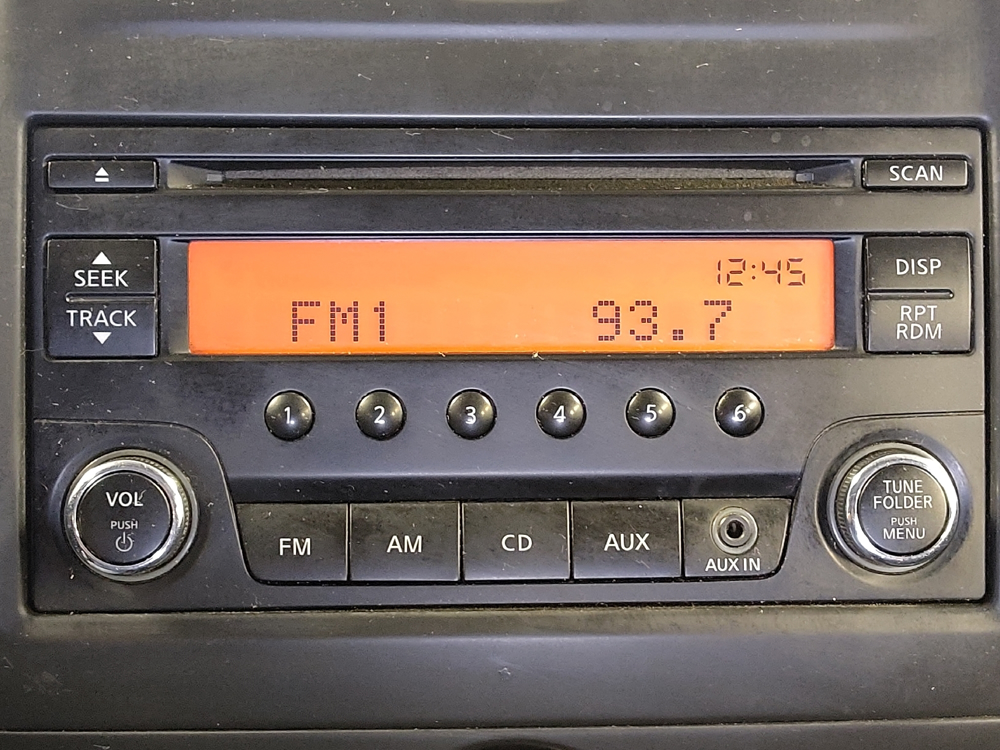 SCAN
SEEK
TRACK
12:45
FM1 93.7
DISP
RPT
RDM
1 2 3 4 5 6
VOL
PUSH
FM AM CD AUX
AUX IN
TUNE
FOLDER
PUSH
MENU